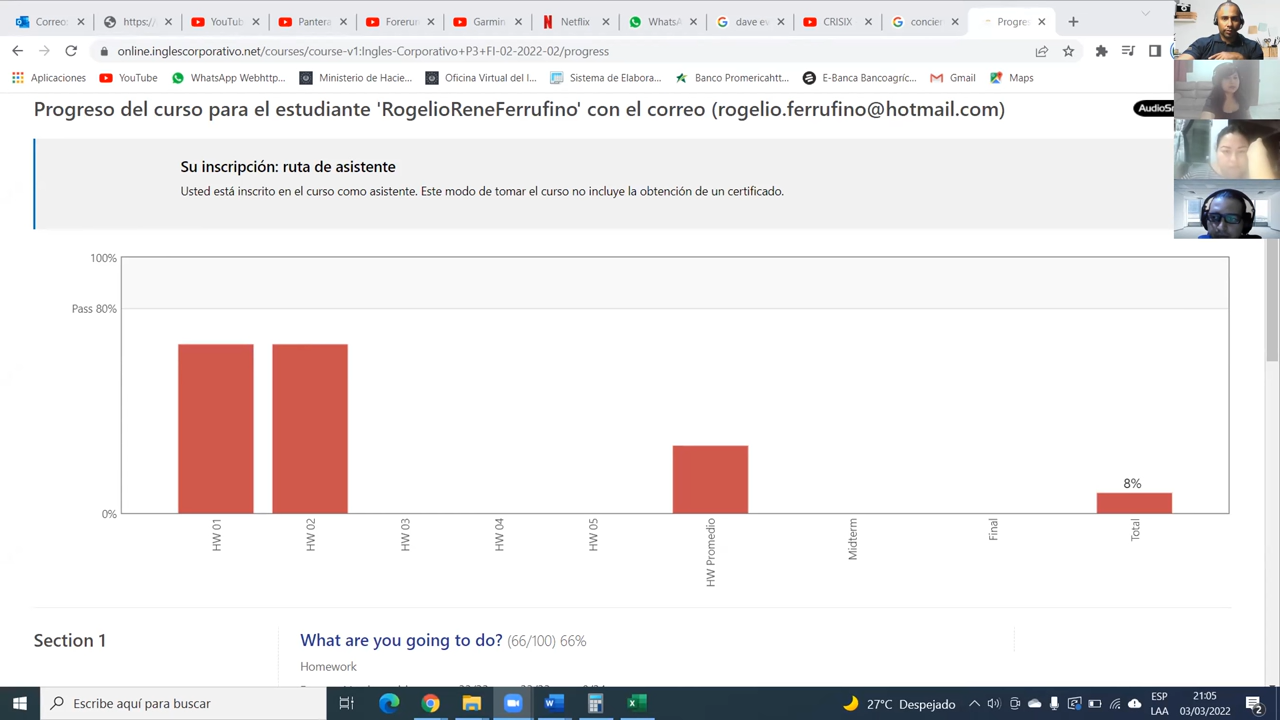 Correos
https://
YouTub
Pantera
Forerun
Garmin
Netflix
WhatsA
dave ev
CRISIX
concien
Progres
online.inglescorporativo.net/courses/course-v1:Ingles-Corporativo+P3+FI-02-2022-02/progress
Aplicaciones
YouTube
WhatsApp Webhttp...
Ministerio de Hacie...
Oficina Virtual del I...
Sistema de Elabora...
Banco Promericahtt...
E-Banca Bancoagríc...
Gmail
Maps
Progreso del curso para el estudiante 'RogelioReneFerrufino' con el correo (rogelio.ferrufino@hotmail.com)
Su inscripción: ruta de asistente
Usted está inscrito en el curso como asistente. Este modo de tomar el curso no incluye la obtención de un certificado.
100%
Pass 80%
8%
0%
HW 01
HW 02
HW 03
HW 04
HW 05
HW Promedio
Midterm
Final
Total
Section 1
What are you going to do? (66/100) 66%
Homework
Escribe aquí para buscar
27°C Despejado
ESP
LAA
21:05
03/03/2022
2